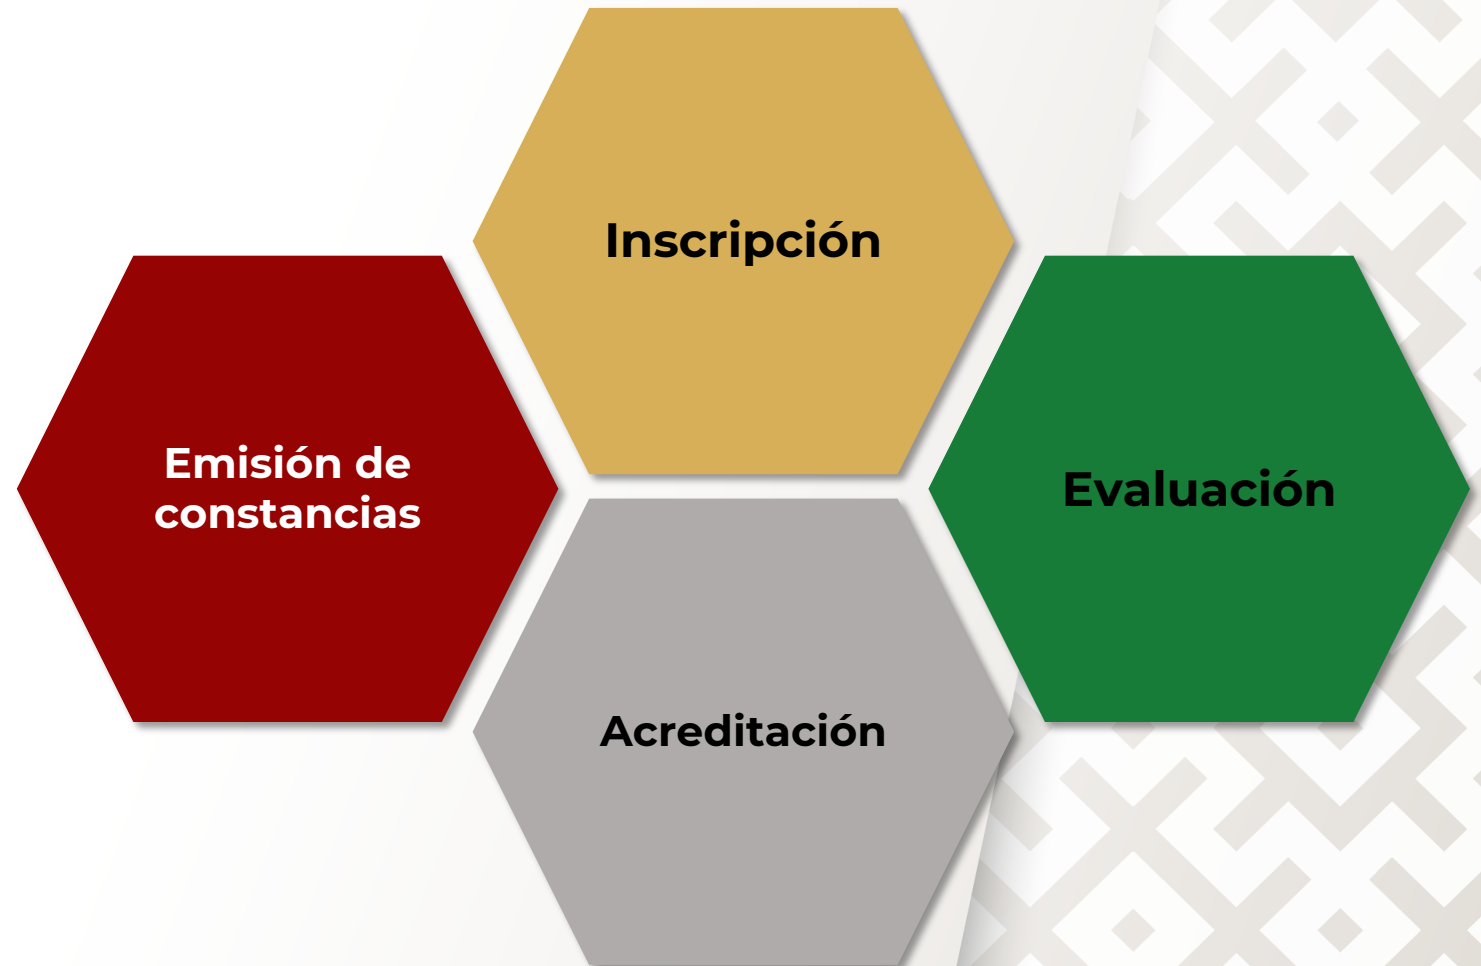 Inscripción
Emisión de
constancias
Evaluación
Acreditación